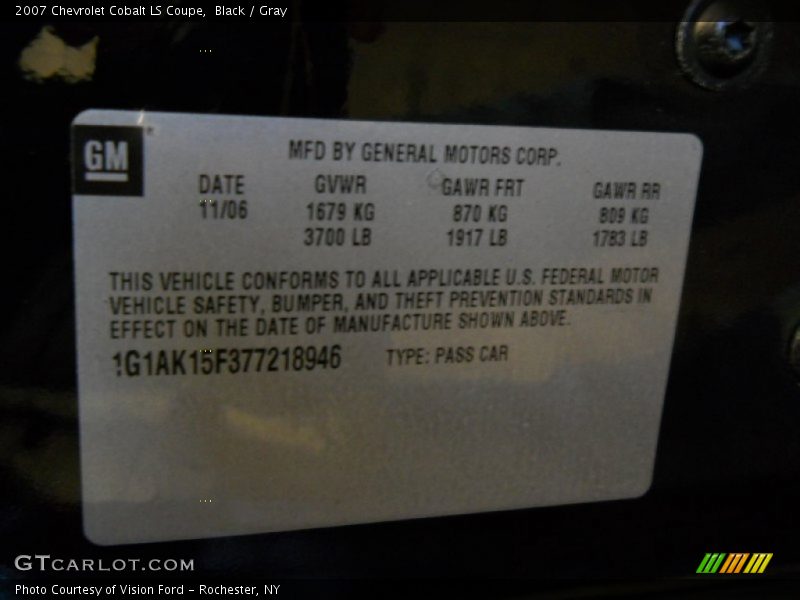 2007 Chevrolet Cobalt LS Coupe,  Black / Gray
GM
MFD BY GENERAL MOTORS CORP.
DATE GVWR GAWR FRT GAWR RR
11/06 1679 KG 870 KG 809 KG
3700 LB 1917 LB 1783 LB
THIS VEHICLE CONFORMS TO ALL APPLICABLE U.S. FEDERAL MOTOR
VEHICLE SAFETY, BUMPER, AND THEFT PREVENTION STANDARDS IN
EFFECT ON THE DATE OF MANUFACTURE SHOWN ABOVE.
1G1AK15F377218946 TYPE: PASS CAR
GTCARLOT.COM
Photo Courtesy of Vision Ford - Rochester, NY